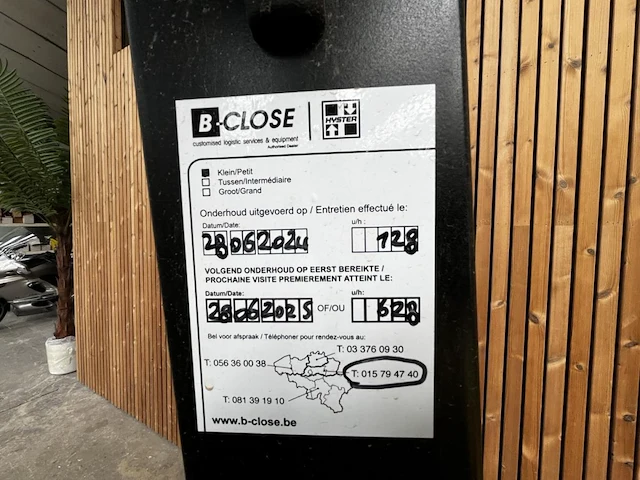 B-CLOSE
HYSTER
customised logistic services & equipment
Authorised Dealer
Klein/Petit
Tussen/Intermédiaire
Groot/Grand
Onderhoud uitgevoerd op / Entretien effectué le:
Datum/Date: u/h:
28062024 128
VOLGEND ONDERHOUD OP EERST BEREIKTE /
PROCHAINE VISITE PREMIEREMENT ATTEINT LE:
Datum/Date: u/h:
28062025 OF/OU 628
Bel voor afspraak / Téléphoner pour rendez-vous au:
T: 03 376 09 30
T: 056 36 00 38
T: 015 79 47 40
T: 081 39 19 10
www.b-close.be